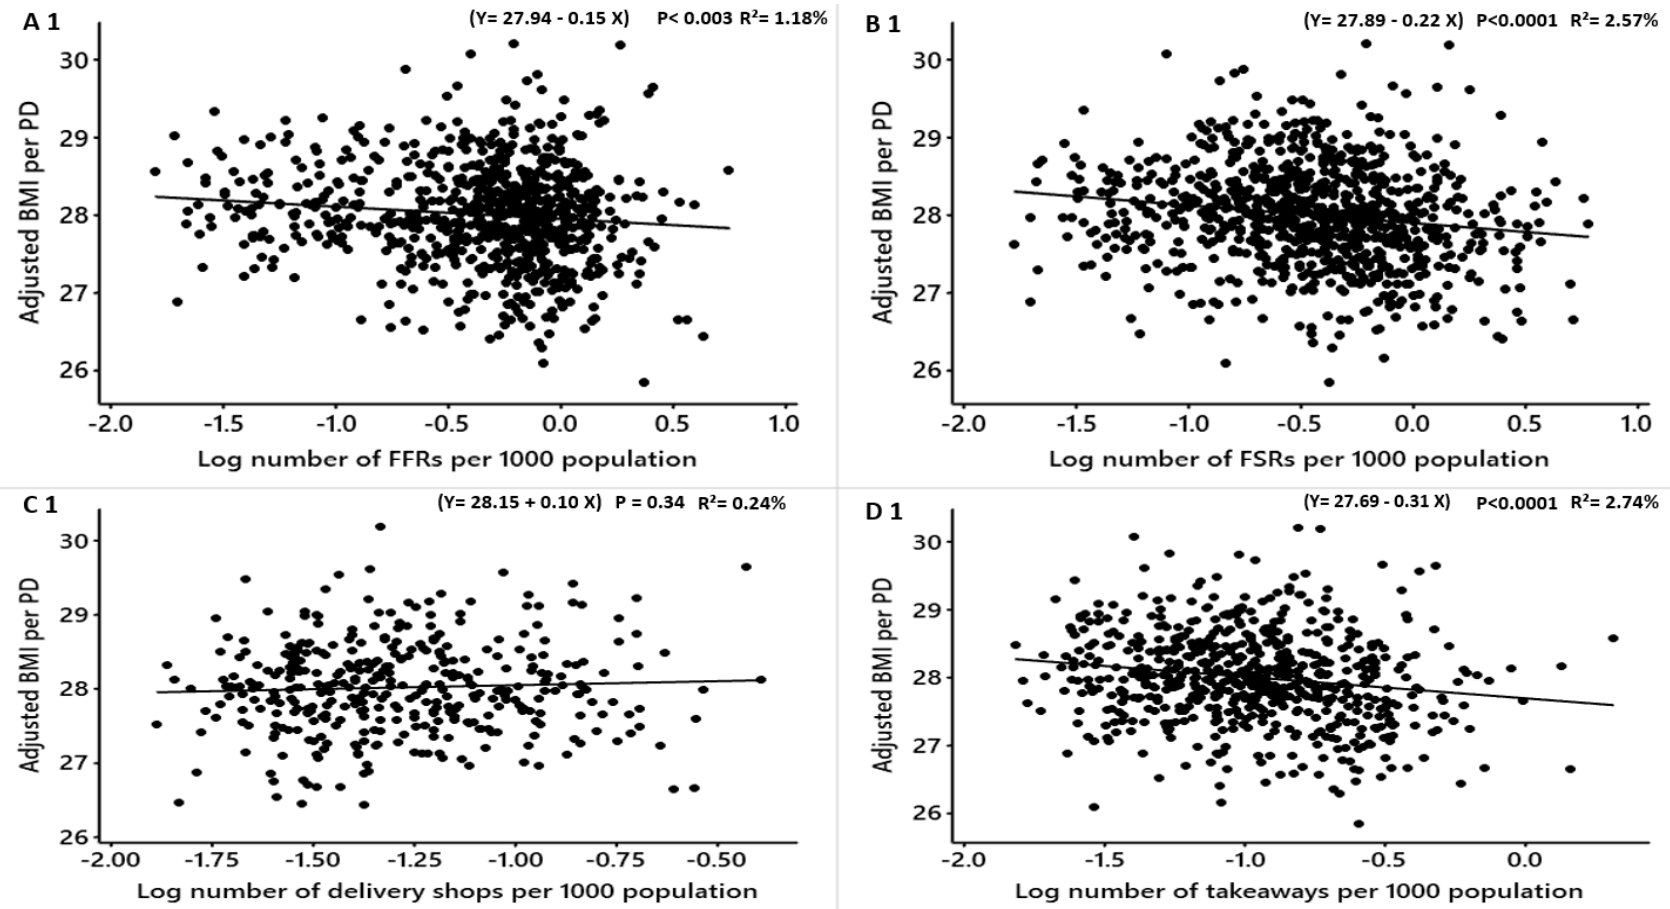 A 1
(Y= 27.94 - 0.15 X) P< 0.003 R²= 1.18%
30
29
28
27
26
Adjusted BMI per PD
-2.0 -1.5 -1.0 -0.5 0.0 0.5 1.0
Log number of FFRs per 1000 population
B 1
(Y= 27.89 - 0.22 X) P<0.0001 R²= 2.57%
30
29
28
27
26
Adjusted BMI per PD
-2.0 -1.5 -1.0 -0.5 0.0 0.5 1.0
Log number of FSRs per 1000 population
C 1
(Y= 28.15 + 0.10 X) P = 0.34 R²= 0.24%
30
29
28
27
26
Adjusted BMI per PD
-2.00 -1.75 -1.50 -1.25 -1.00 -0.75 -0.50
Log number of delivery shops per 1000 population
D 1
(Y= 27.69 - 0.31 X) P<0.0001 R²= 2.74%
30
29
28
27
26
Adjusted BMI per PD
-2.0 -1.5 -1.0 -0.5 0.0
Log number of takeaways per 1000 population